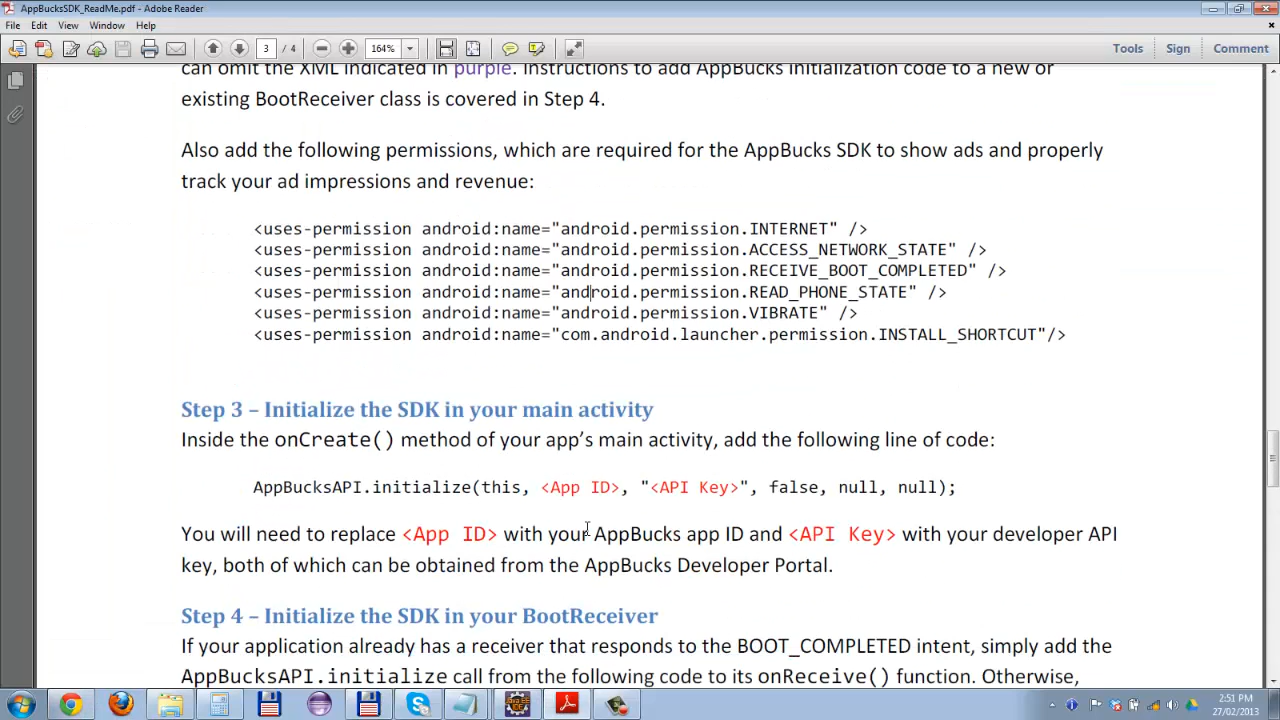 AppBucksSDK_ReadMe.pdf - Adobe Reader
File Edit View Window Help
3 / 4 164% Tools Sign Comment
can omit the XML indicated in purple. Instructions to add AppBucks initialization code to a new or
existing BootReceiver class is covered in Step 4.
Also add the following permissions, which are required for the AppBucks SDK to show ads and properly
track your ad impressions and revenue:
<uses-permission android:name="android.permission.INTERNET" />
<uses-permission android:name="android.permission.ACCESS_NETWORK_STATE" />
<uses-permission android:name="android.permission.RECEIVE_BOOT_COMPLETED" />
<uses-permission android:name="android.permission.READ_PHONE_STATE" />
<uses-permission android:name="android.permission.VIBRATE" />
<uses-permission android:name="com.android.launcher.permission.INSTALL_SHORTCUT"/>
Step 3 – Initialize the SDK in your main activity
Inside the onCreate() method of your app’s main activity, add the following line of code:
AppBucksAPI.initialize(this, <App ID>, "<API Key>", false, null, null);
You will need to replace <App ID> with your AppBucks app ID and <API Key> with your developer API
key, both of which can be obtained from the AppBucks Developer Portal.
Step 4 – Initialize the SDK in your BootReceiver
If your application already has a receiver that responds to the BOOT_COMPLETED intent, simply add the
AppBucksAPI.initialize call from the following code to its onReceive() function. Otherwise,
2:51 PM
27/02/2013